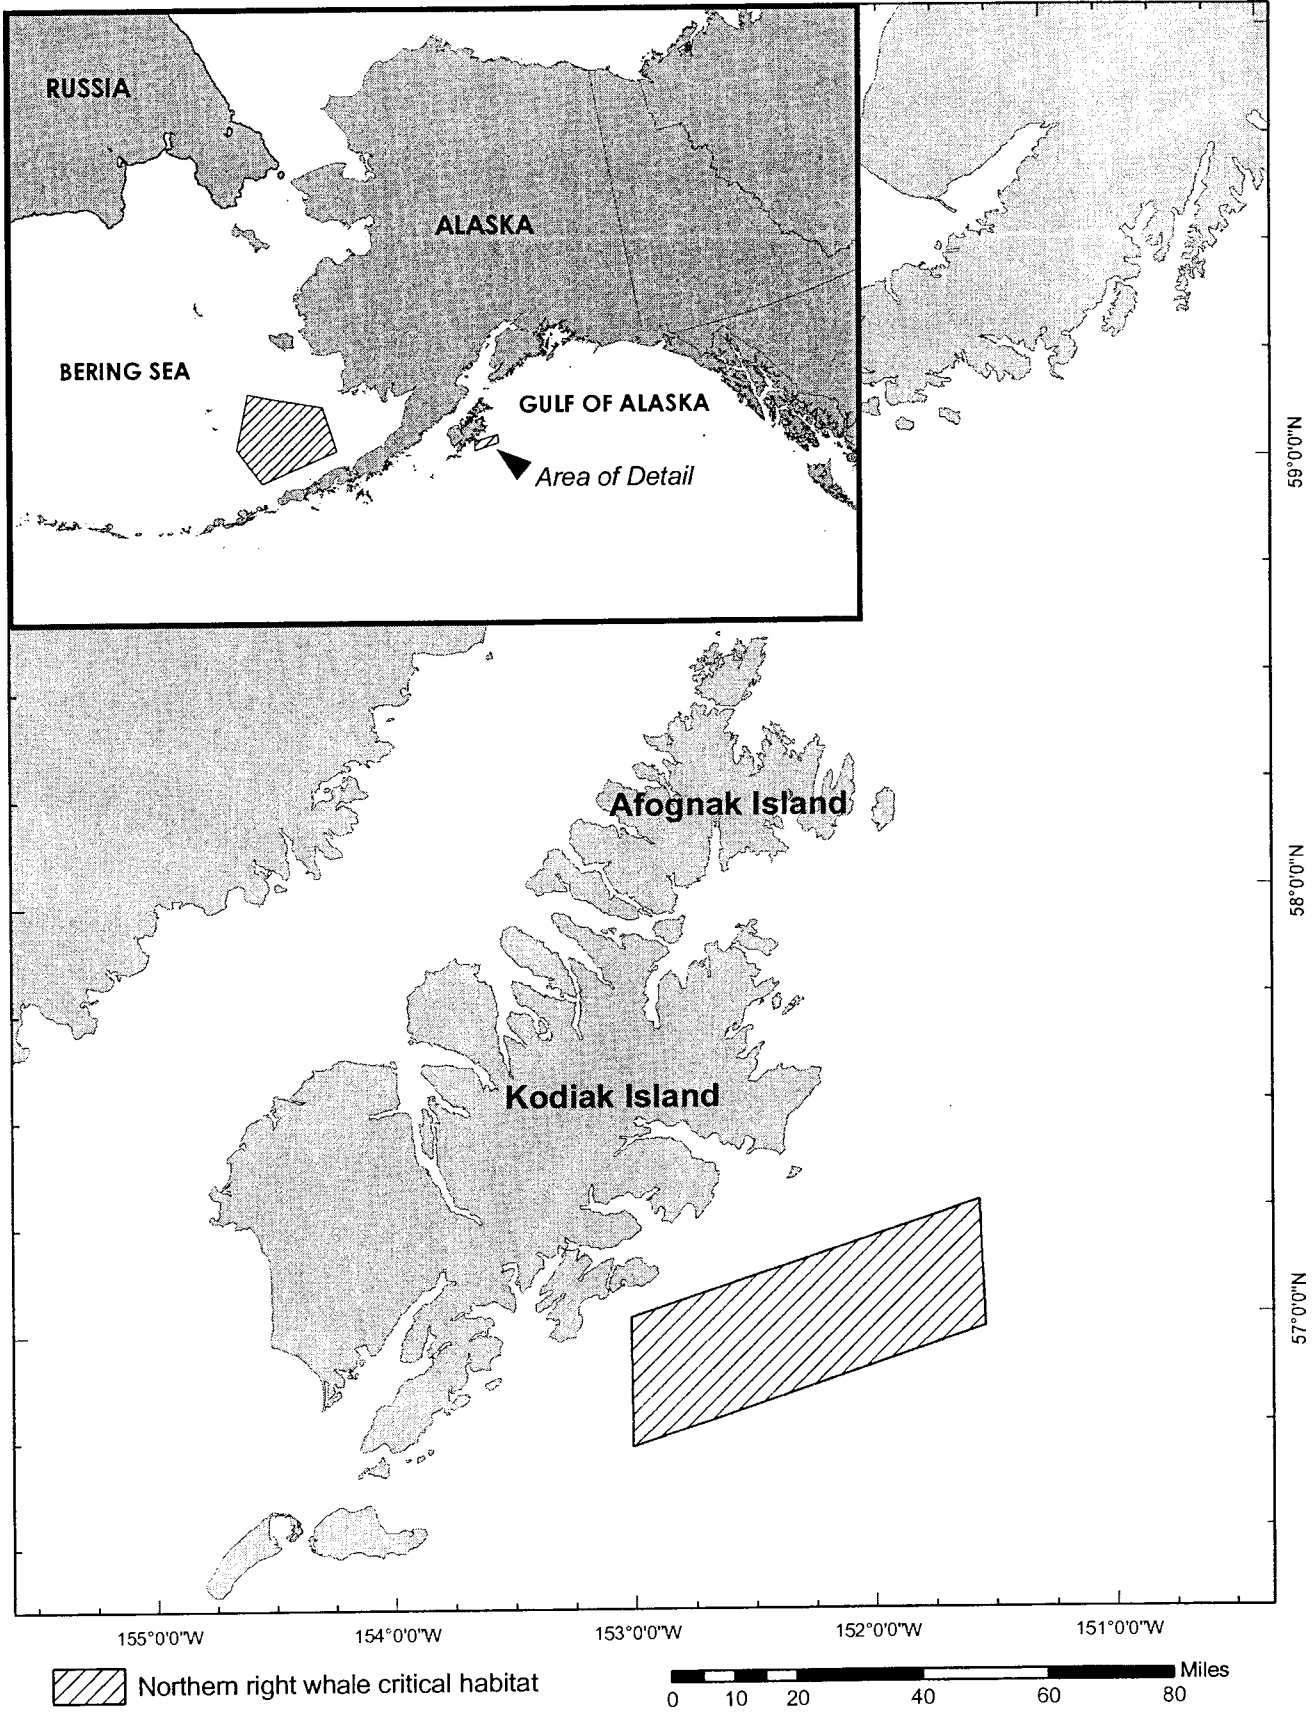 RUSSIA
ALASKA
BERING SEA
GULF OF ALASKA
Area of Detail
59°0'0"N
Afognak Island
58°0'0"N
Kodiak Island
57°0'0"N
155°0'0"W
154°0'0"W
153°0'0"W
152°0'0"W
151°0'0"W
Northern right whale critical habitat
Miles
0 10 20 40 60 80